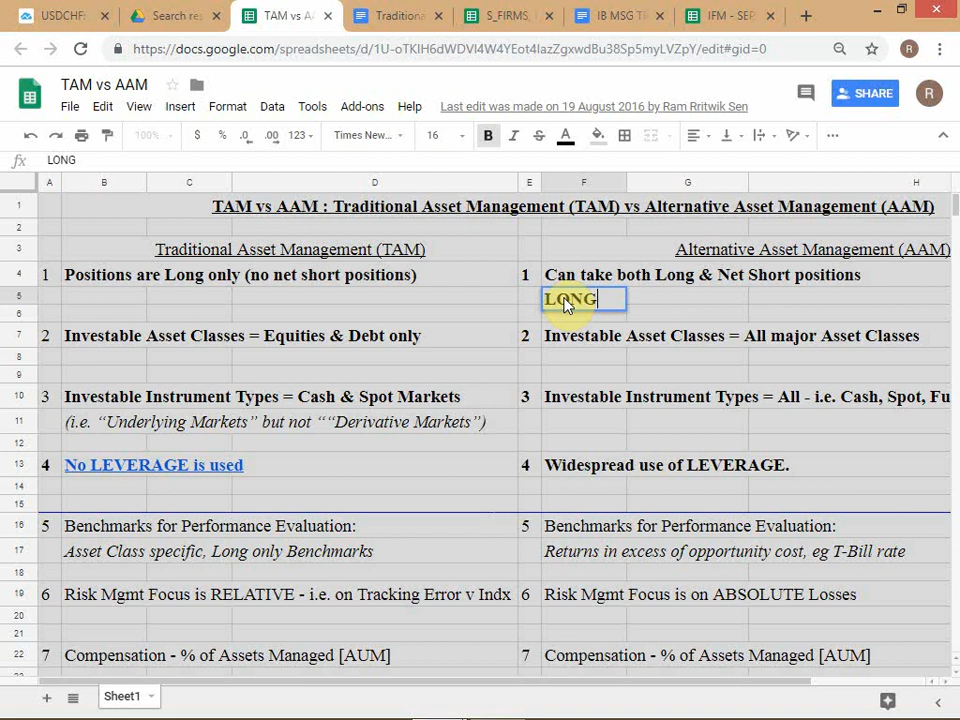 USDCHF:
Search res
TAM vs A
Traditiona
S_FIRMS,
IB MSG T
IFM - SEP
https://docs.google.com/spreadsheets/d/1U-oTKIH6dWDVl4W4YEot4lazZgxwdBu38Sp5myLVZpY/edit#gid=0
R
TAM vs AAM
File Edit View Insert Format Data Tools Add-ons Help Last edit was made on 19 August 2016 by Ram Rritwik Sen
SHARE
R
100% $ % .0 .00 123 Times New... 16 B I S A
fx LONG
A B C D E F G H
1 TAM vs AAM : Traditional Asset Management (TAM) vs Alternative Asset Management (AAM)
2
3 Traditional Asset Management (TAM) Alternative Asset Management (AAM)
4 1 Positions are Long only (no net short positions) 1 Can take both Long & Net Short positions
5 LONG
6
7 2 Investable Asset Classes = Equities & Debt only 2 Investable Asset Classes = All major Asset Classes
8
9
10 3 Investable Instrument Types = Cash & Spot Markets 3 Investable Instrument Types = All - i.e. Cash, Spot, Fu
11 (i.e. “Underlying Markets” but not ““Derivative Markets”)
12
13 4 No LEVERAGE is used 4 Widespread use of LEVERAGE.
14
15
16 5 Benchmarks for Performance Evaluation: 5 Benchmarks for Performance Evaluation:
17 Asset Class specific, Long only Benchmarks Returns in excess of opportunity cost, eg T-Bill rate
18
19 6 Risk Mgmt Focus is RELATIVE - i.e. on Tracking Error v Indx 6 Risk Mgmt Focus is on ABSOLUTE Losses
20
21
22 7 Compensation - % of Assets Managed [AUM] 7 Compensation - % of Assets Managed [AUM]
Sheet1